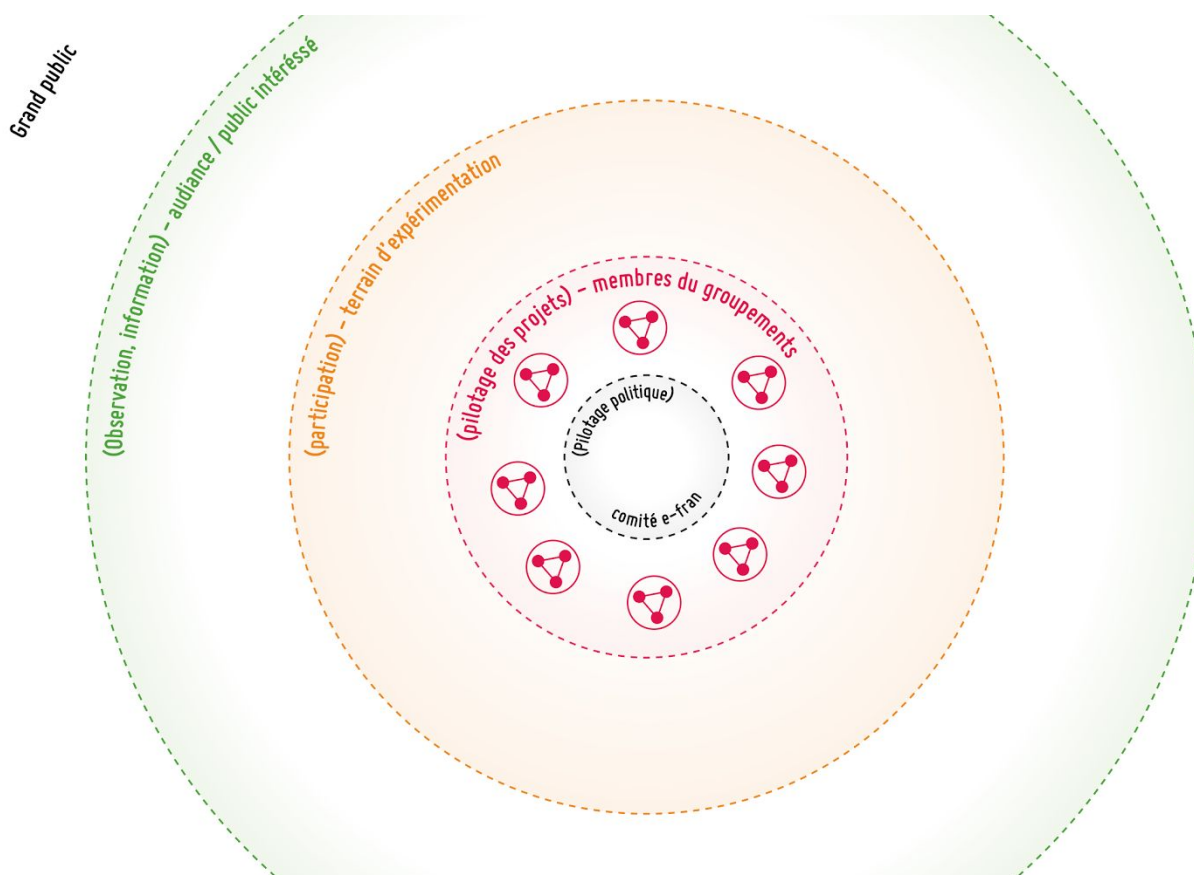 Grand public
(Observation, information) – audiance / public intéréssé
(participation) – terrain d'expérimentation
(pilotage des projets) – membres du groupements
(Pilotage politique)
comité e-fran